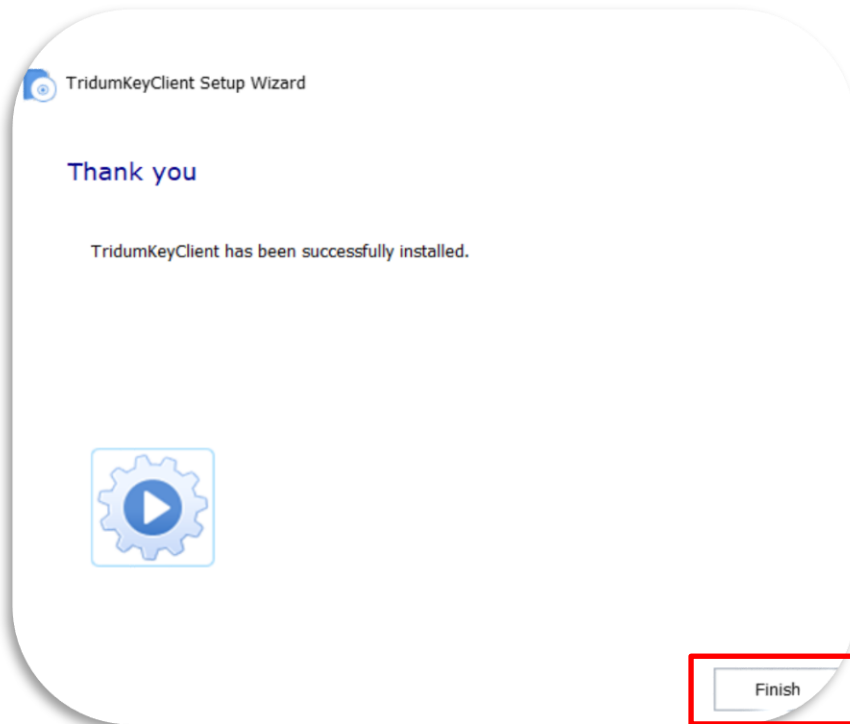 TridumKeyClient Setup Wizard
Thank you
TridumKeyClient has been successfully installed.
Finish